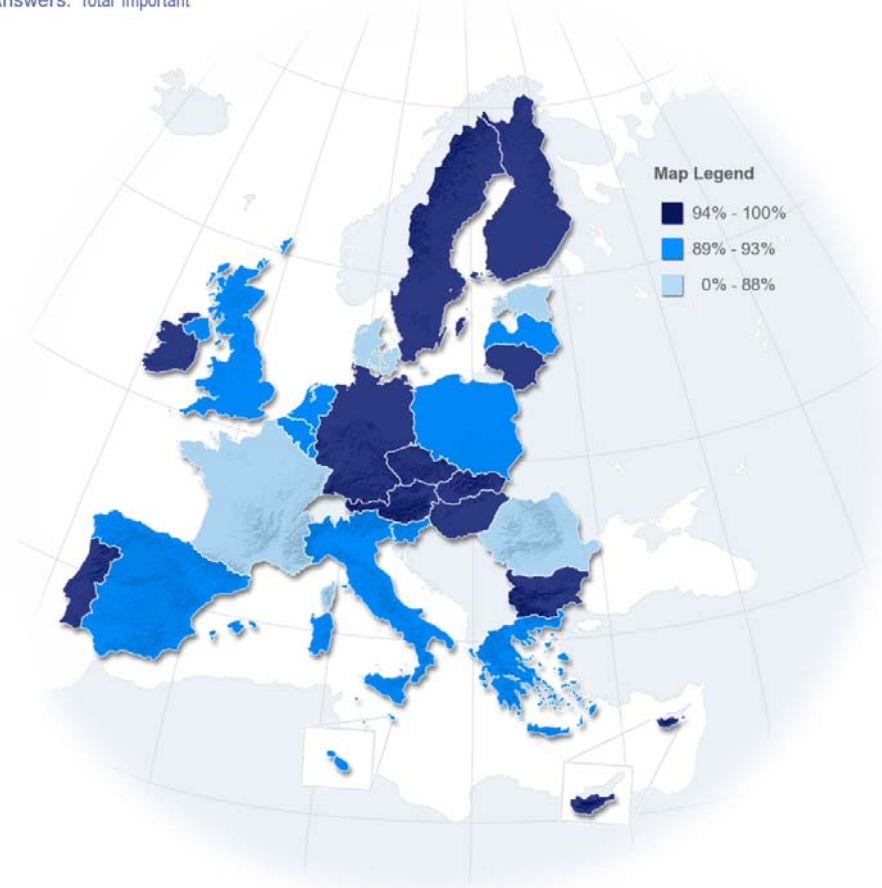 Answers: Total Important
Map Legend
94% - 100%
89% - 93%
0% - 88%